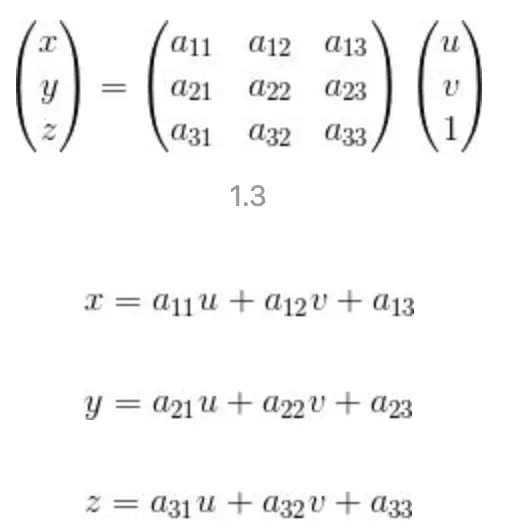 (x y z) = (a11 a12 a13 a21 a22 a23 a31 a32 a33) (u v 1)
1.3
x = a11u + a12v + a13
y = a21u + a22v + a23
z = a31u + a32v + a33